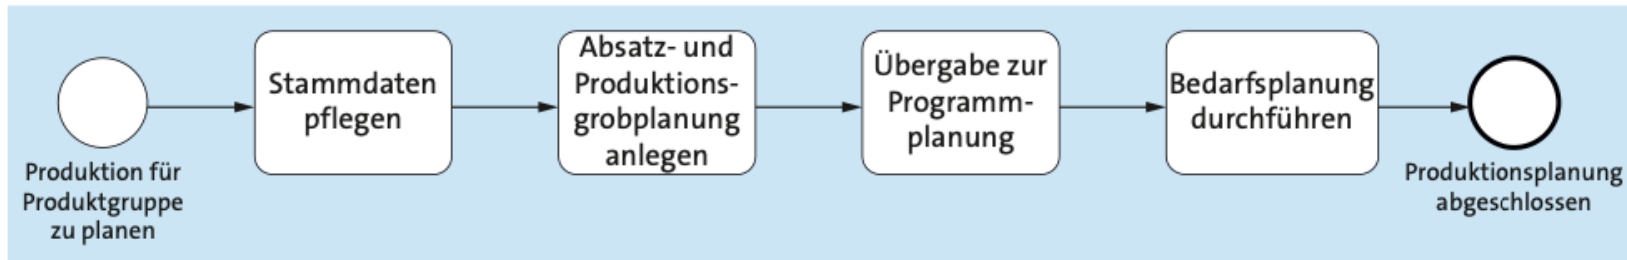 Produktion für
Produktgruppe
zu planen
Stammdaten
pflegen
Absatz- und
Produktions-
grobplanung
anlegen
Übergabe zur
Programm-
planung
Bedarfsplanung
durchführen
Produktionsplanung
abgeschlossen